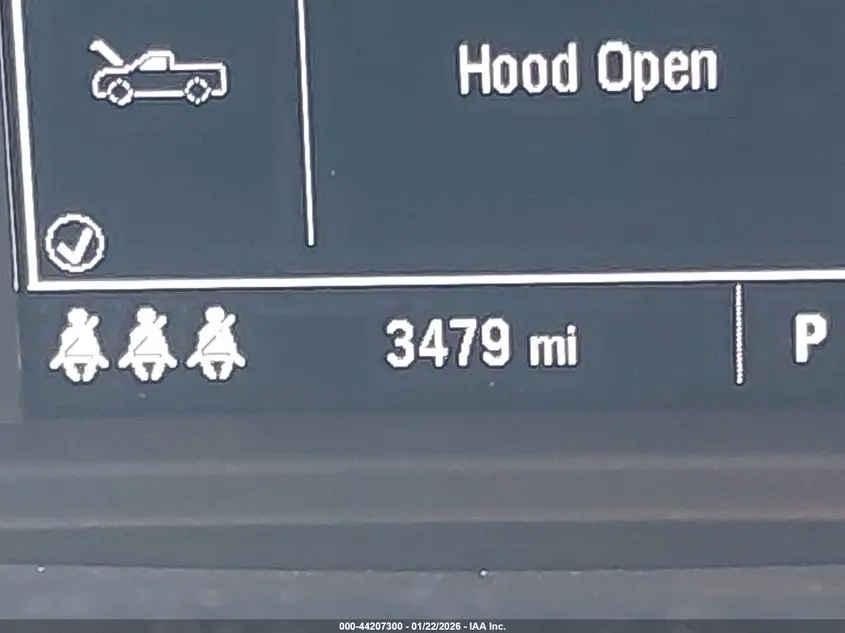 Hood Open
3479 mi
P
000-44207300 - 01/22/2026 - IAA Inc.